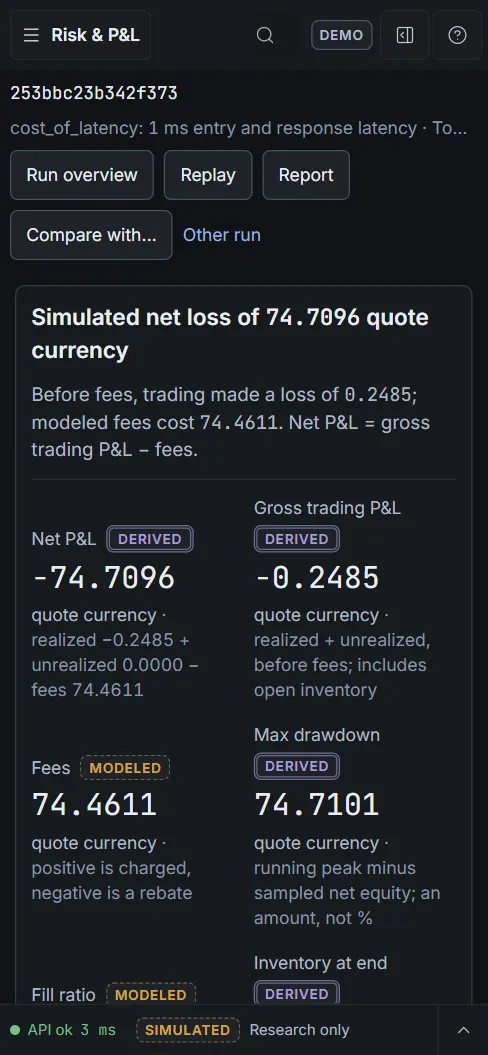 Risk & P&L
DEMO
253bbc23b342f373
cost_of_latency: 1 ms entry and response latency · To...
Run overview
Replay
Report
Compare with...
Other run
Simulated net loss of 74.7096 quote
currency
Before fees, trading made a loss of 0.2485;
modeled fees cost 74.4611. Net P&L = gross
trading P&L − fees.
Net P&L DERIVED
-74.7096
quote currency ·
realized −0.2485 +
unrealized 0.0000 −
fees 74.4611
Gross trading P&L
DERIVED
-0.2485
quote currency ·
realized + unrealized,
before fees; includes
open inventory
Fees MODELED
74.4611
quote currency ·
positive is charged,
negative is a rebate
Max drawdown
DERIVED
74.7101
quote currency ·
running peak minus
sampled net equity; an
amount, not %
Fill ratio MODELED
Inventory at end
DERIVED
API ok 3 ms
SIMULATED
Research only